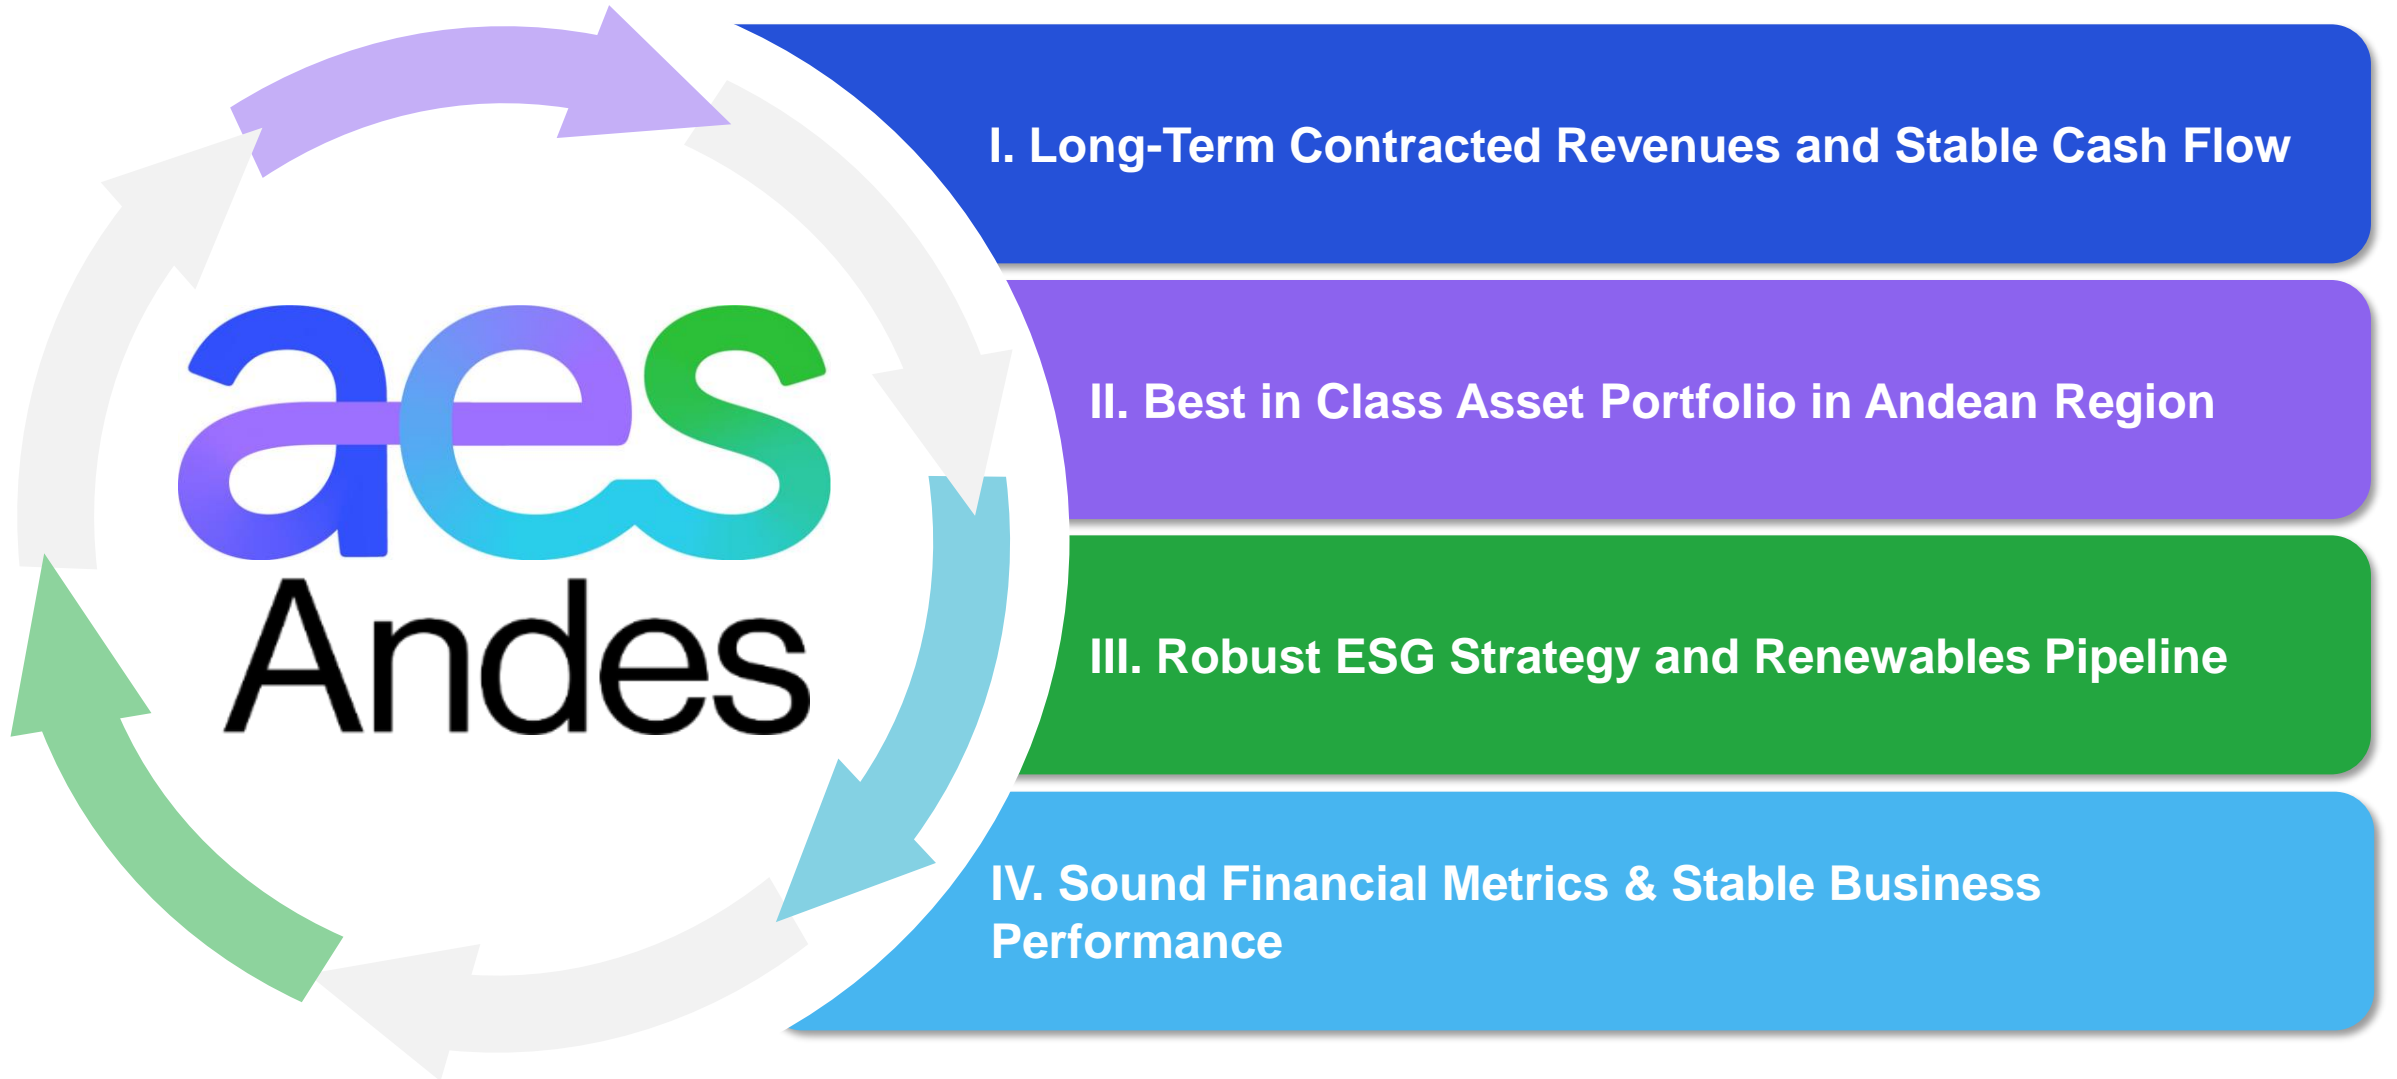 aes
Andes
I. Long-Term Contracted Revenues and Stable Cash Flow
II. Best in Class Asset Portfolio in Andean Region
III. Robust ESG Strategy and Renewables Pipeline
IV. Sound Financial Metrics & Stable Business
Performance